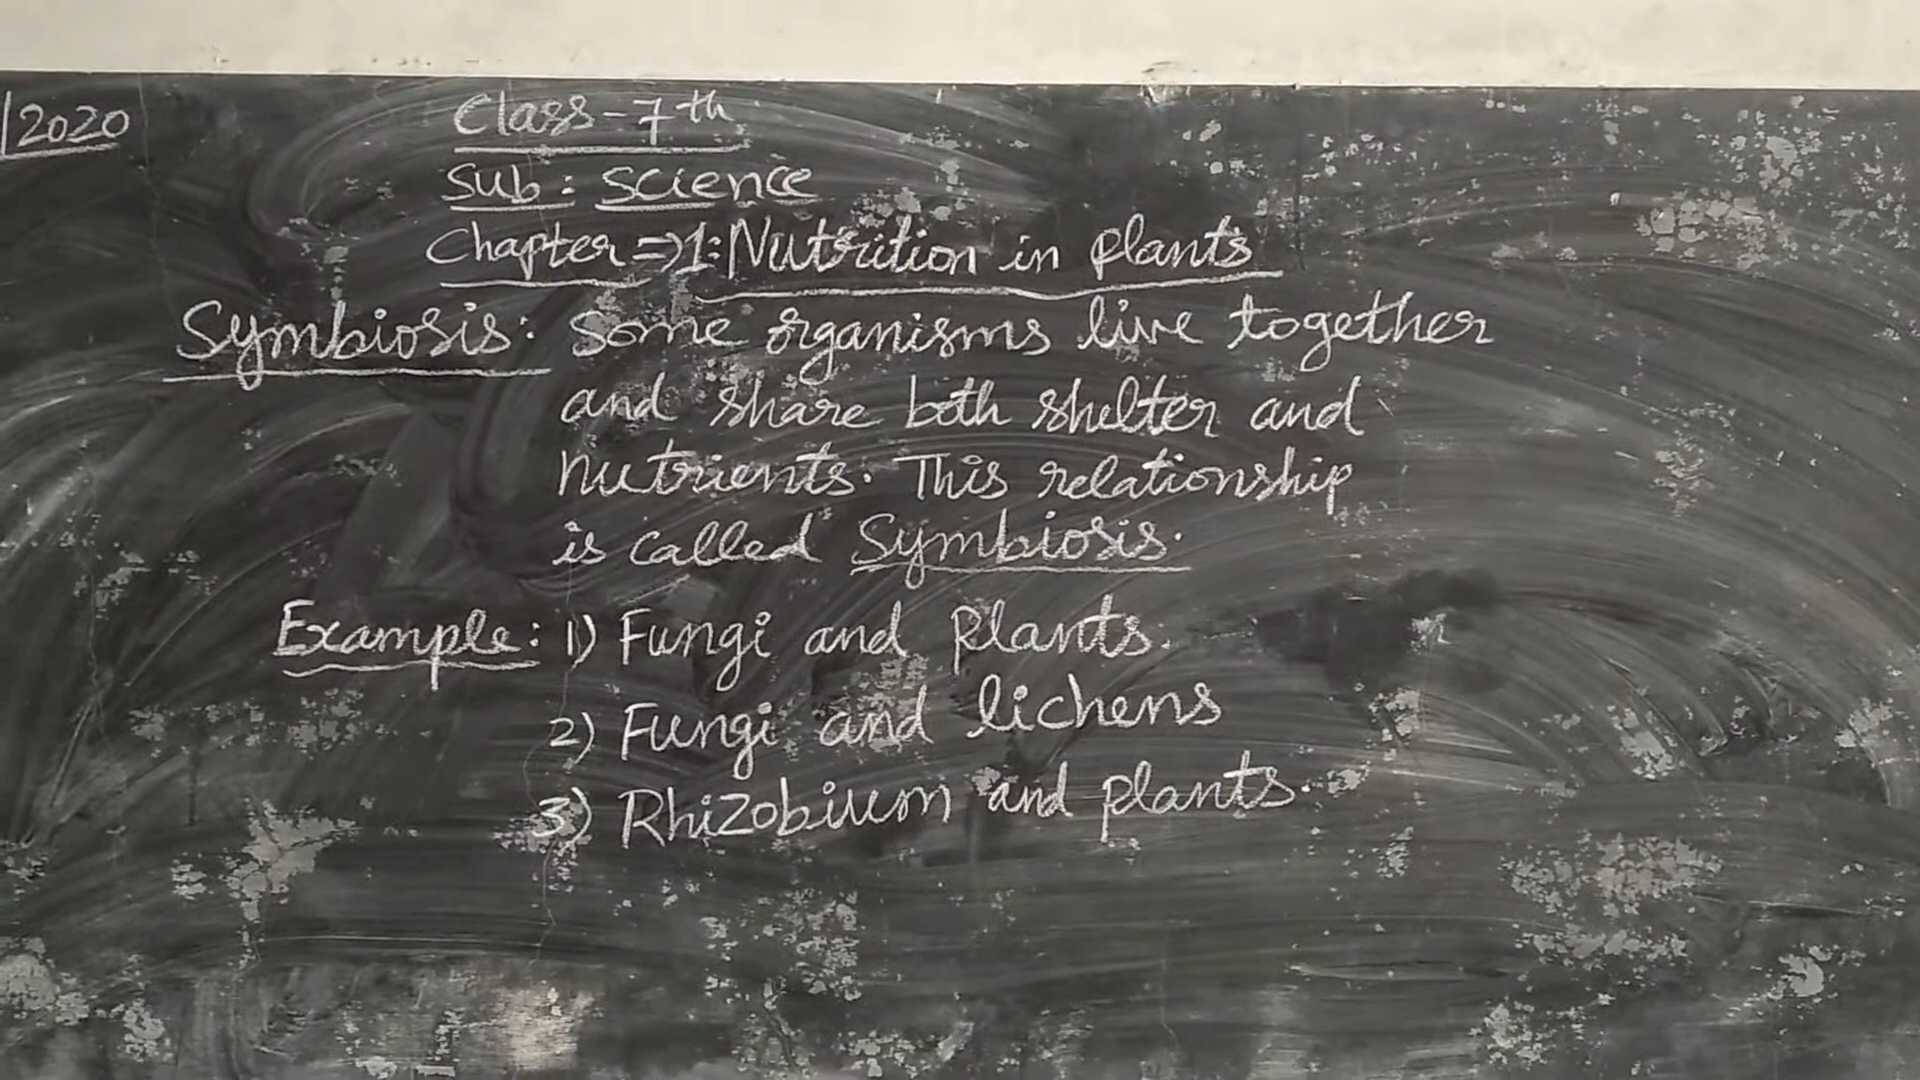 |2020
Class-7th
Sub: Science
Chapter⇒1:Nutrition in plants
Symbiosis: Some organisms live together
and share both shelter and
Nutrients. This relationship
is called Symbiosis.
Example: 1) Fungi and Plants.
2) Fungi and lichens
3) Rhizobium and plants.